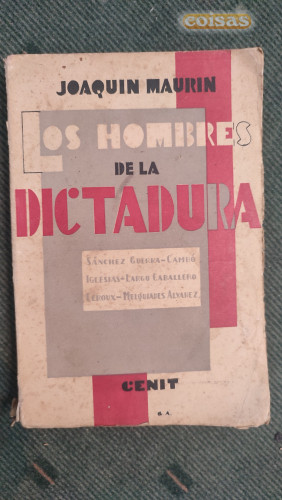 coisas
JOAQUIN MAURIN
LOS HOMBRES
DE LA
DICTADURA
SÁNCHEZ GUERRA-CAMBÓ
IGLESIAS-LARGO CABALLERO
LERROUX-MELQUIADES ALVAREZ
CENIT
S.A.